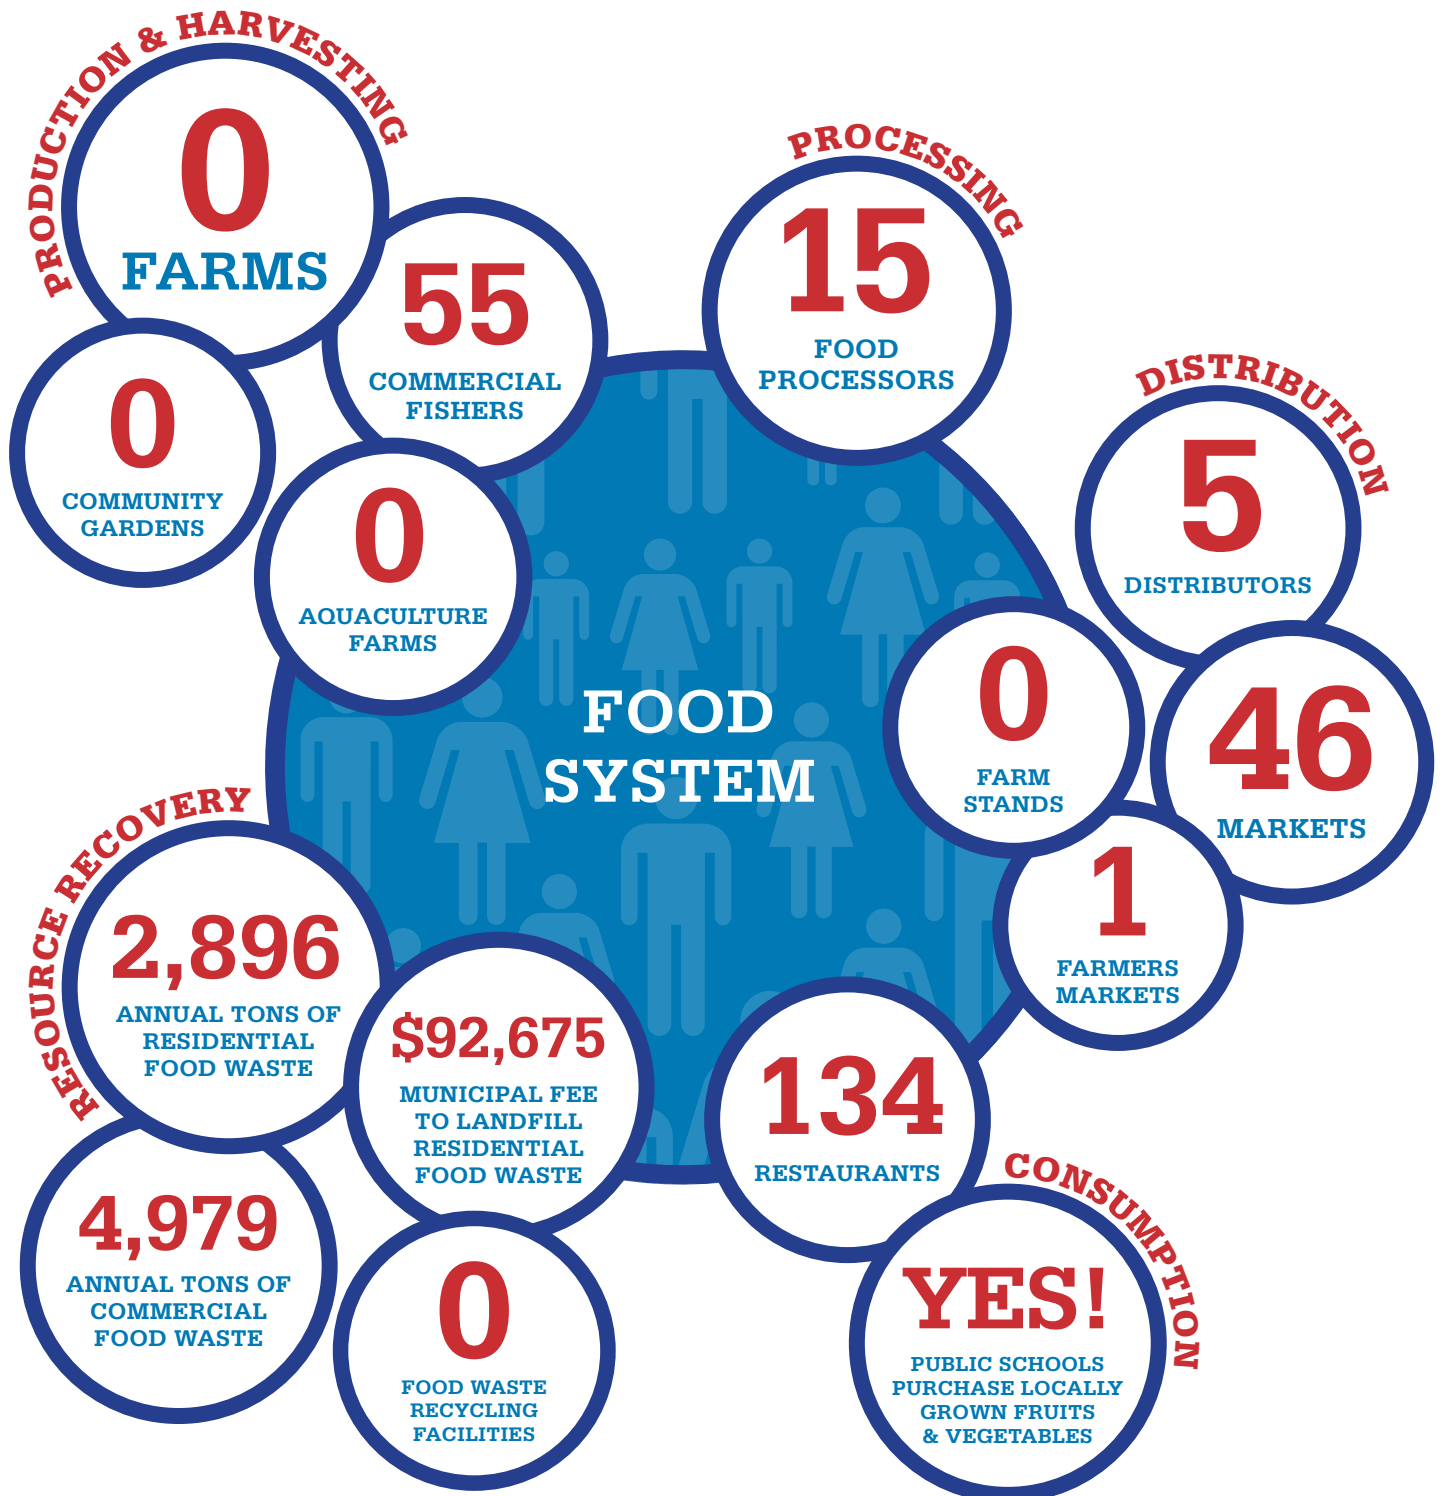 PRODUCTION & HARVESTING
0
FARMS
55
COMMERCIAL
FISHERS
0
COMMUNITY
GARDENS
0
AQUACULTURE
FARMS
PROCESSING
15
FOOD
PROCESSORS
DISTRIBUTION
5
DISTRIBUTORS
0
FARM
STANDS
46
MARKETS
1
FARMERS
MARKETS
FOOD
SYSTEM
RESOURCE RECOVERY
2,896
ANNUAL TONS OF
RESIDENTIAL
FOOD WASTE
$92,675
MUNICIPAL FEE
TO LANDFILL
RESIDENTIAL
FOOD WASTE
4,979
ANNUAL TONS OF
COMMERCIAL
FOOD WASTE
0
FOOD WASTE
RECYCLING
FACILITIES
134
RESTAURANTS
CONSUMPTION
YES!
PUBLIC SCHOOLS
PURCHASE LOCALLY
GROWN FRUITS
& VEGETABLES